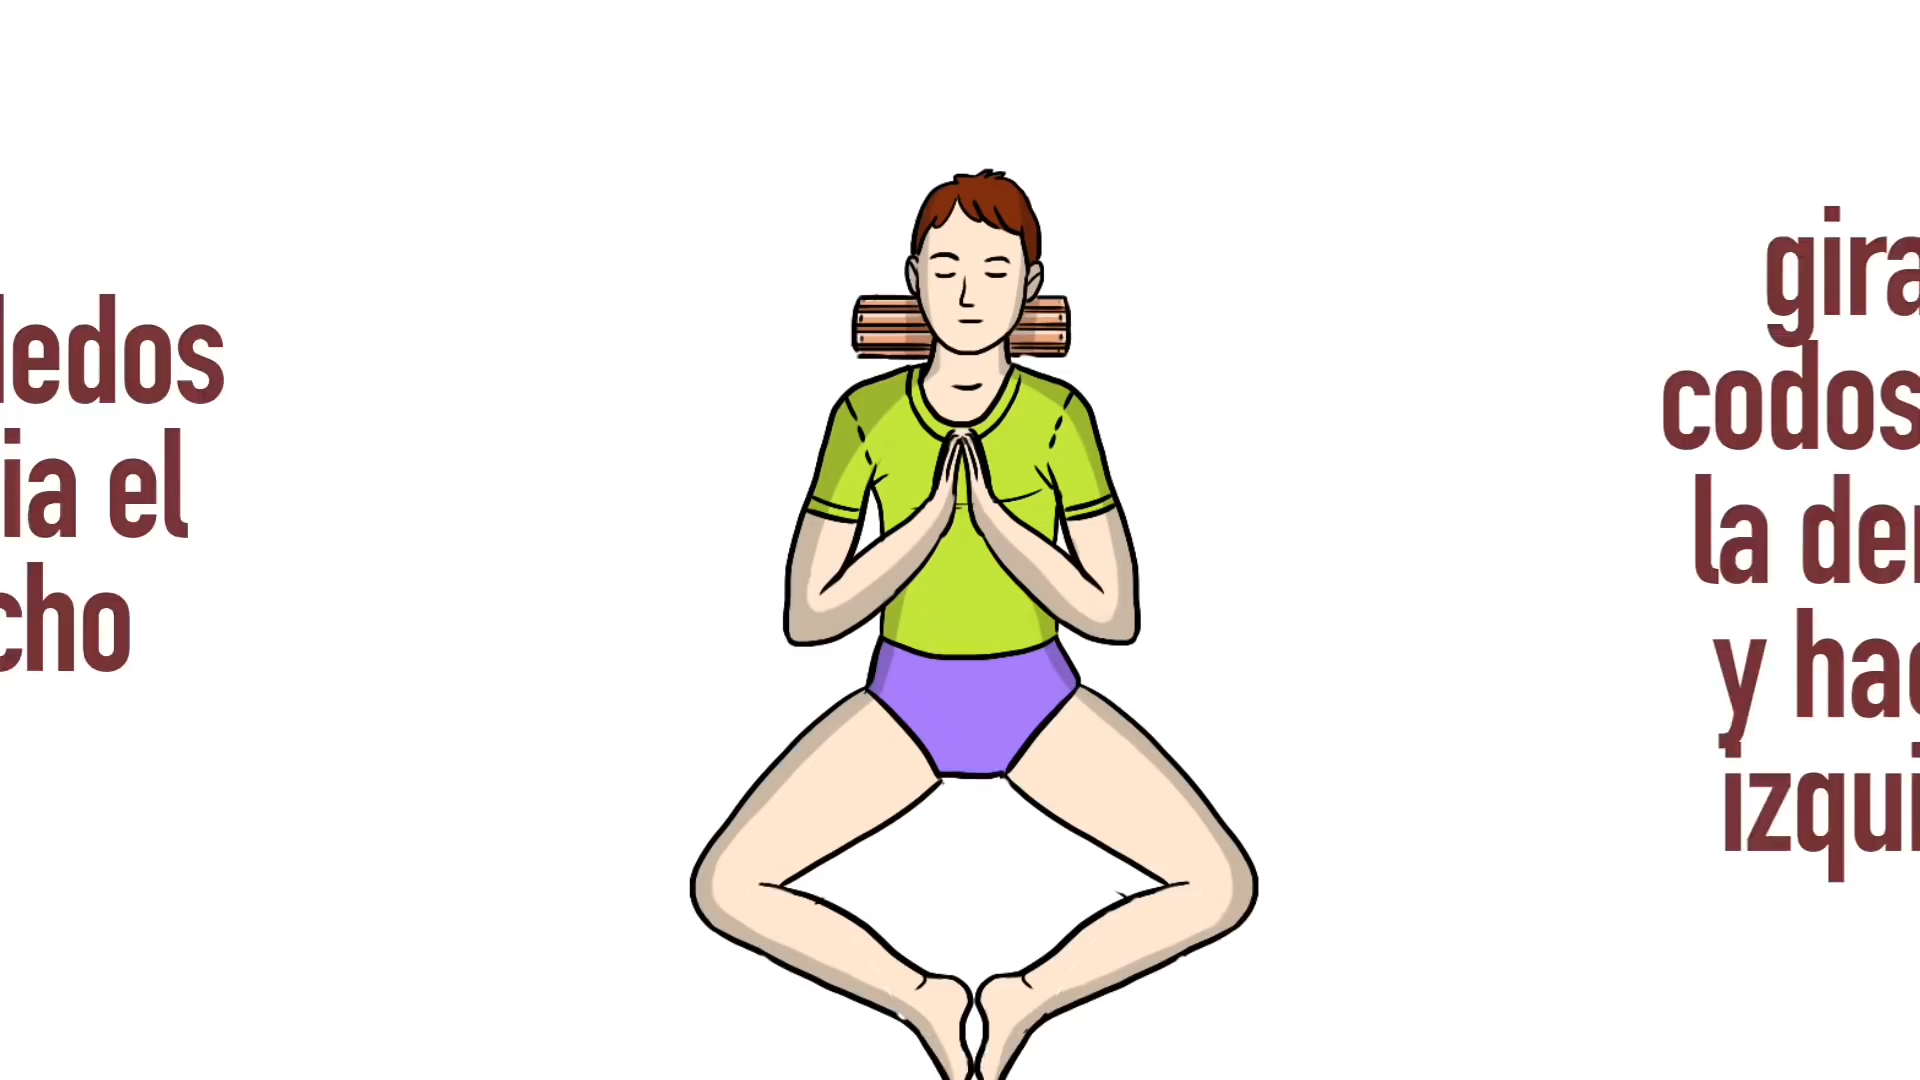 dedos
ia el
cho
gira
codos
la der
y hac
izqui